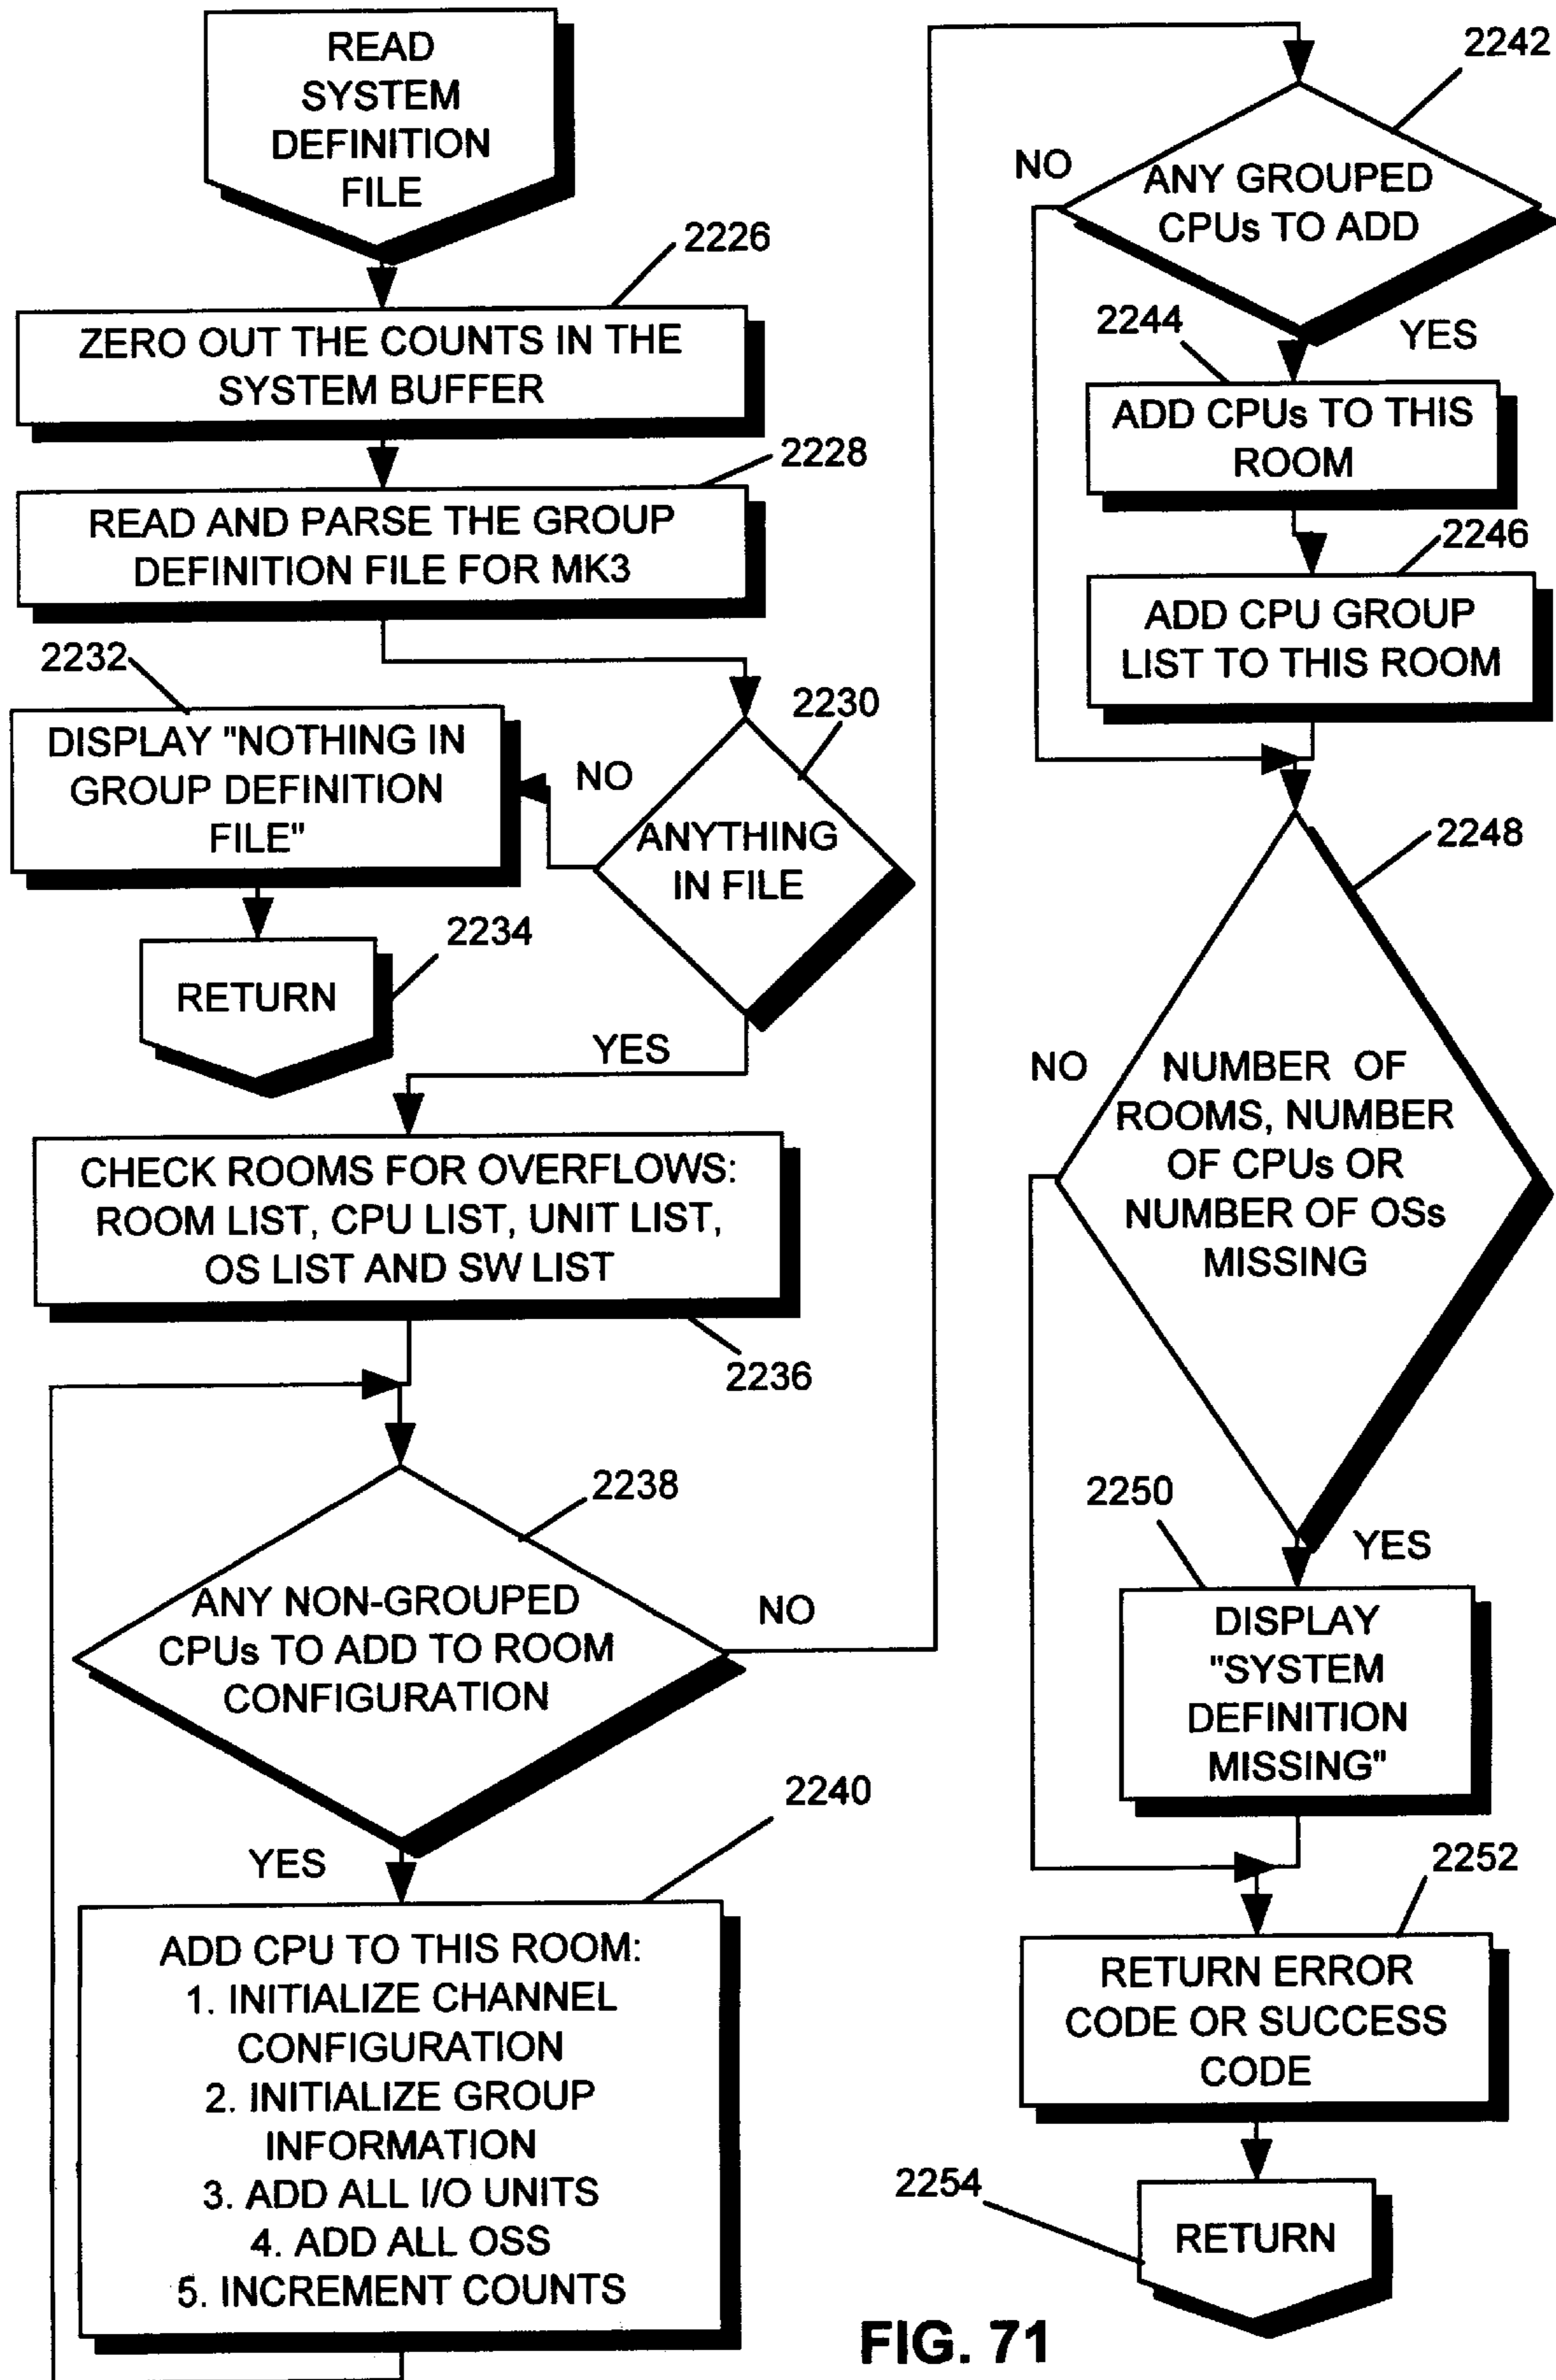 READ
SYSTEM
DEFINITION
FILE
2226
ZERO OUT THE COUNTS IN THE
SYSTEM BUFFER
2228
READ AND PARSE THE GROUP
DEFINITION FILE FOR MK3
2232
DISPLAY "NOTHING IN
GROUP DEFINITION
FILE"
NO
2230
ANYTHING
IN FILE
2234
RETURN
YES
CHECK ROOMS FOR OVERFLOWS:
ROOM LIST, CPU LIST, UNIT LIST,
OS LIST AND SW LIST
2236
2238
ANY NON-GROUPED
CPUs TO ADD TO ROOM
CONFIGURATION
NO
YES
2240
ADD CPU TO THIS ROOM:
1. INITIALIZE CHANNEL
CONFIGURATION
2. INITIALIZE GROUP
INFORMATION
3. ADD ALL I/O UNITS
4. ADD ALL OSS
5. INCREMENT COUNTS
2242
NO
ANY GROUPED
CPUs TO ADD
2244
YES
ADD CPUs TO THIS
ROOM
2246
ADD CPU GROUP
LIST TO THIS ROOM
2248
NO
NUMBER OF
ROOMS, NUMBER
OF CPUs OR
NUMBER OF OSs
MISSING
2250
YES
DISPLAY
"SYSTEM
DEFINITION
MISSING"
2252
RETURN ERROR
CODE OR SUCCESS
CODE
2254
RETURN
FIG. 71